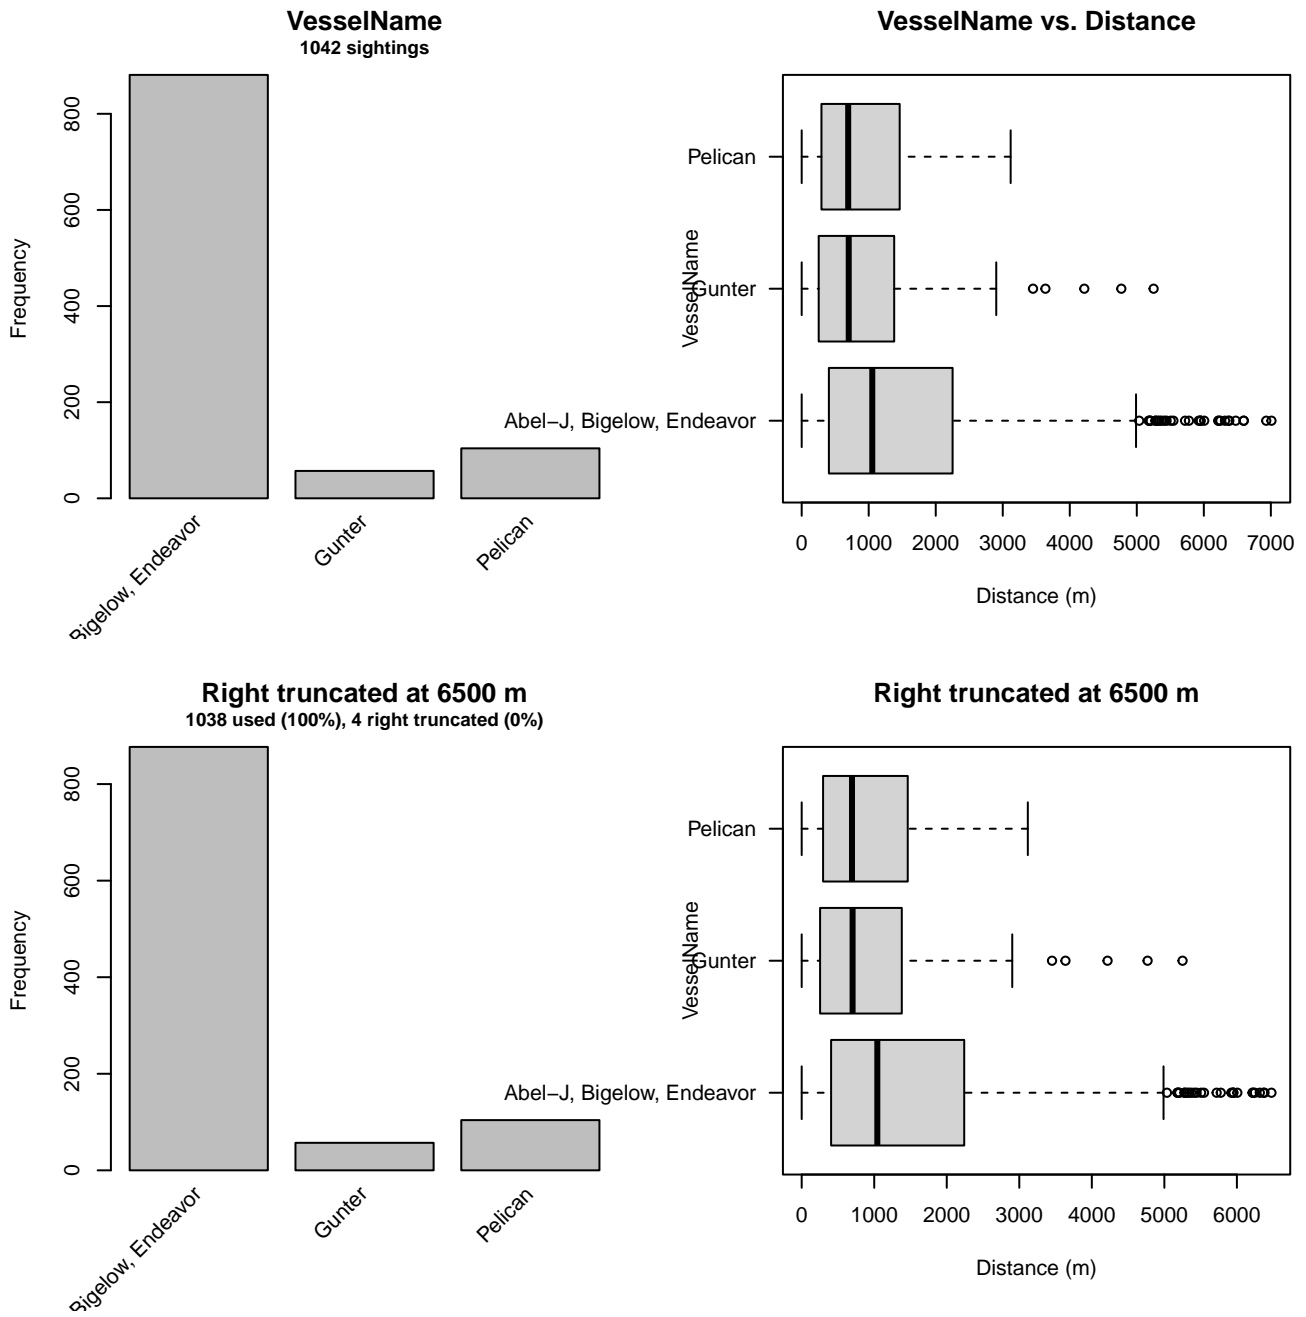 VesselName
1042 sightings
Frequency
0
200
400
600
800
Bigelow, Endeavor
Gunter
Pelican
VesselName vs. Distance
VesselName
Pelican
Gunter
Abel−J, Bigelow, Endeavor
0 1000 2000 3000 4000 5000 6000 7000
Distance (m)
Right truncated at 6500 m
1038 used (100%), 4 right truncated (0%)
Frequency
0
200
400
600
800
Bigelow, Endeavor
Gunter
Pelican
Right truncated at 6500 m
VesselName
Pelican
Gunter
Abel−J, Bigelow, Endeavor
0 1000 2000 3000 4000 5000 6000
Distance (m)